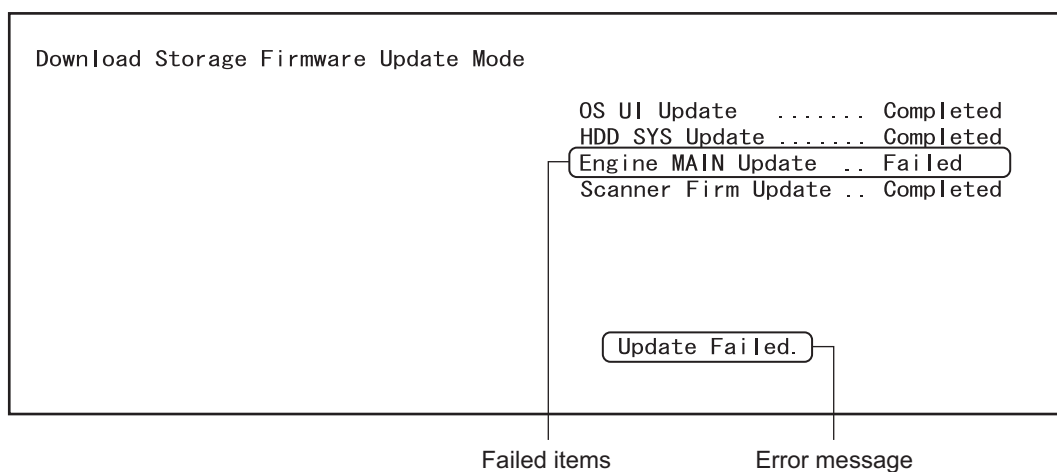 Download Storage Firmware Update Mode
OS UI Update ....... Completed
HDD SYS Update ....... Completed
Engine MAIN Update .. Failed
Scanner Firm Update .. Completed
Update Failed.
Failed items
Error message